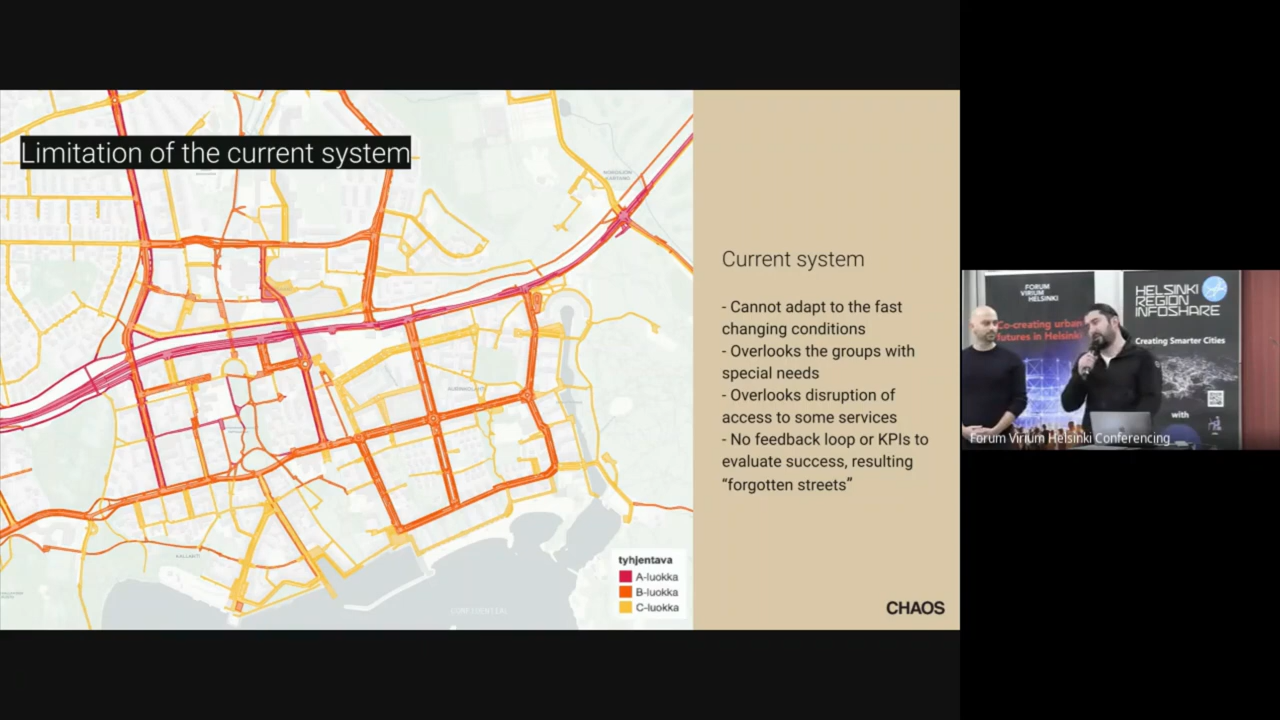 Limitation of the current system
Current system
- Cannot adapt to the fast
changing conditions
- Overlooks the groups with
special needs
- Overlooks disruption of
access to some services
- No feedback loop or KPIs to
evaluate success, resulting
“forgotten streets”
tyhjentava
A-luokka
B-luokka
C-luokka
CONFIDENTIAL
KALLAHTI
CHAOS
FORUM
VIRIUM
HELSINKI
Co-creating urban
futures in Helsinki
HELSINKI
REGION
INFOSHARE
Creating Smarter Cities
with
Forum Virium Helsinki Conferencing